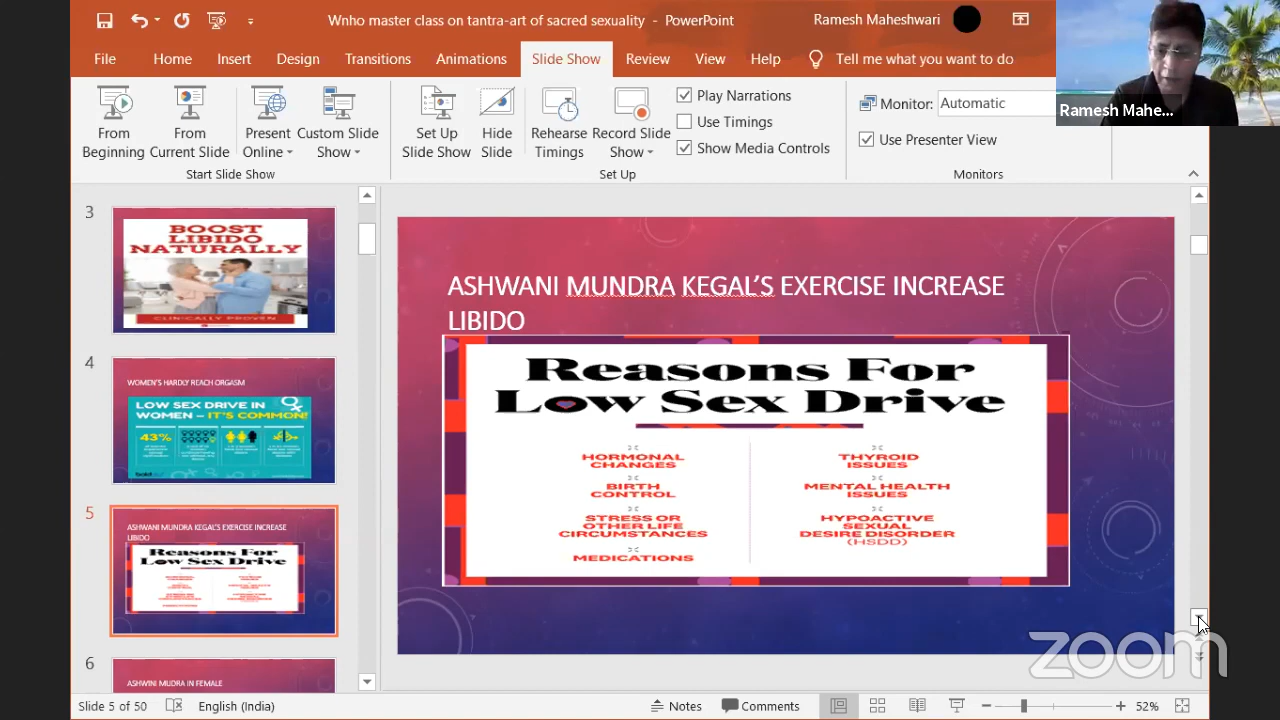 Wnho master class on tantra-art of sacred sexuality - PowerPoint
Ramesh Maheshwari
File Home Insert Design Transitions Animations Slide Show Review View Help Tell me what you want to do
From Beginning
From Current Slide
Present Online
Custom Slide Show
Set Up Slide Show
Hide Slide
Rehearse Timings
Record Slide Show
Play Narrations
Use Timings
Show Media Controls
Monitor: Automatic
Use Presenter View
Start Slide Show
Set Up
Monitors
Ramesh Mahe...
3
BOOST
LIBIDO
NATURALLY
CLINICALLY PROVEN
4
WOMEN'S HARDLY REACH ORGASM
LOW SEX DRIVE IN
WOMEN – IT'S COMMON!
43%
5
ASHWANI MUNDRA KEGAL'S EXERCISE INCREASE
LIBIDO
Reasons For
Low Sex Drive
6
ASHWINI MUDRA IN FEMALE
ASHWANI MUNDRA KEGAL'S EXERCISE INCREASE
LIBIDO
Reasons For
Low Sex Drive
HORMONAL
CHANGES
BIRTH
CONTROL
STRESS OR
OTHER LIFE
CIRCUMSTANCES
MEDICATIONS
THYROID
ISSUES
MENTAL HEALTH
ISSUES
HYPOACTIVE
SEXUAL
DESIRE DISORDER
(HSDD)
zoom
Slide 5 of 50 English (India) Notes Comments 52%